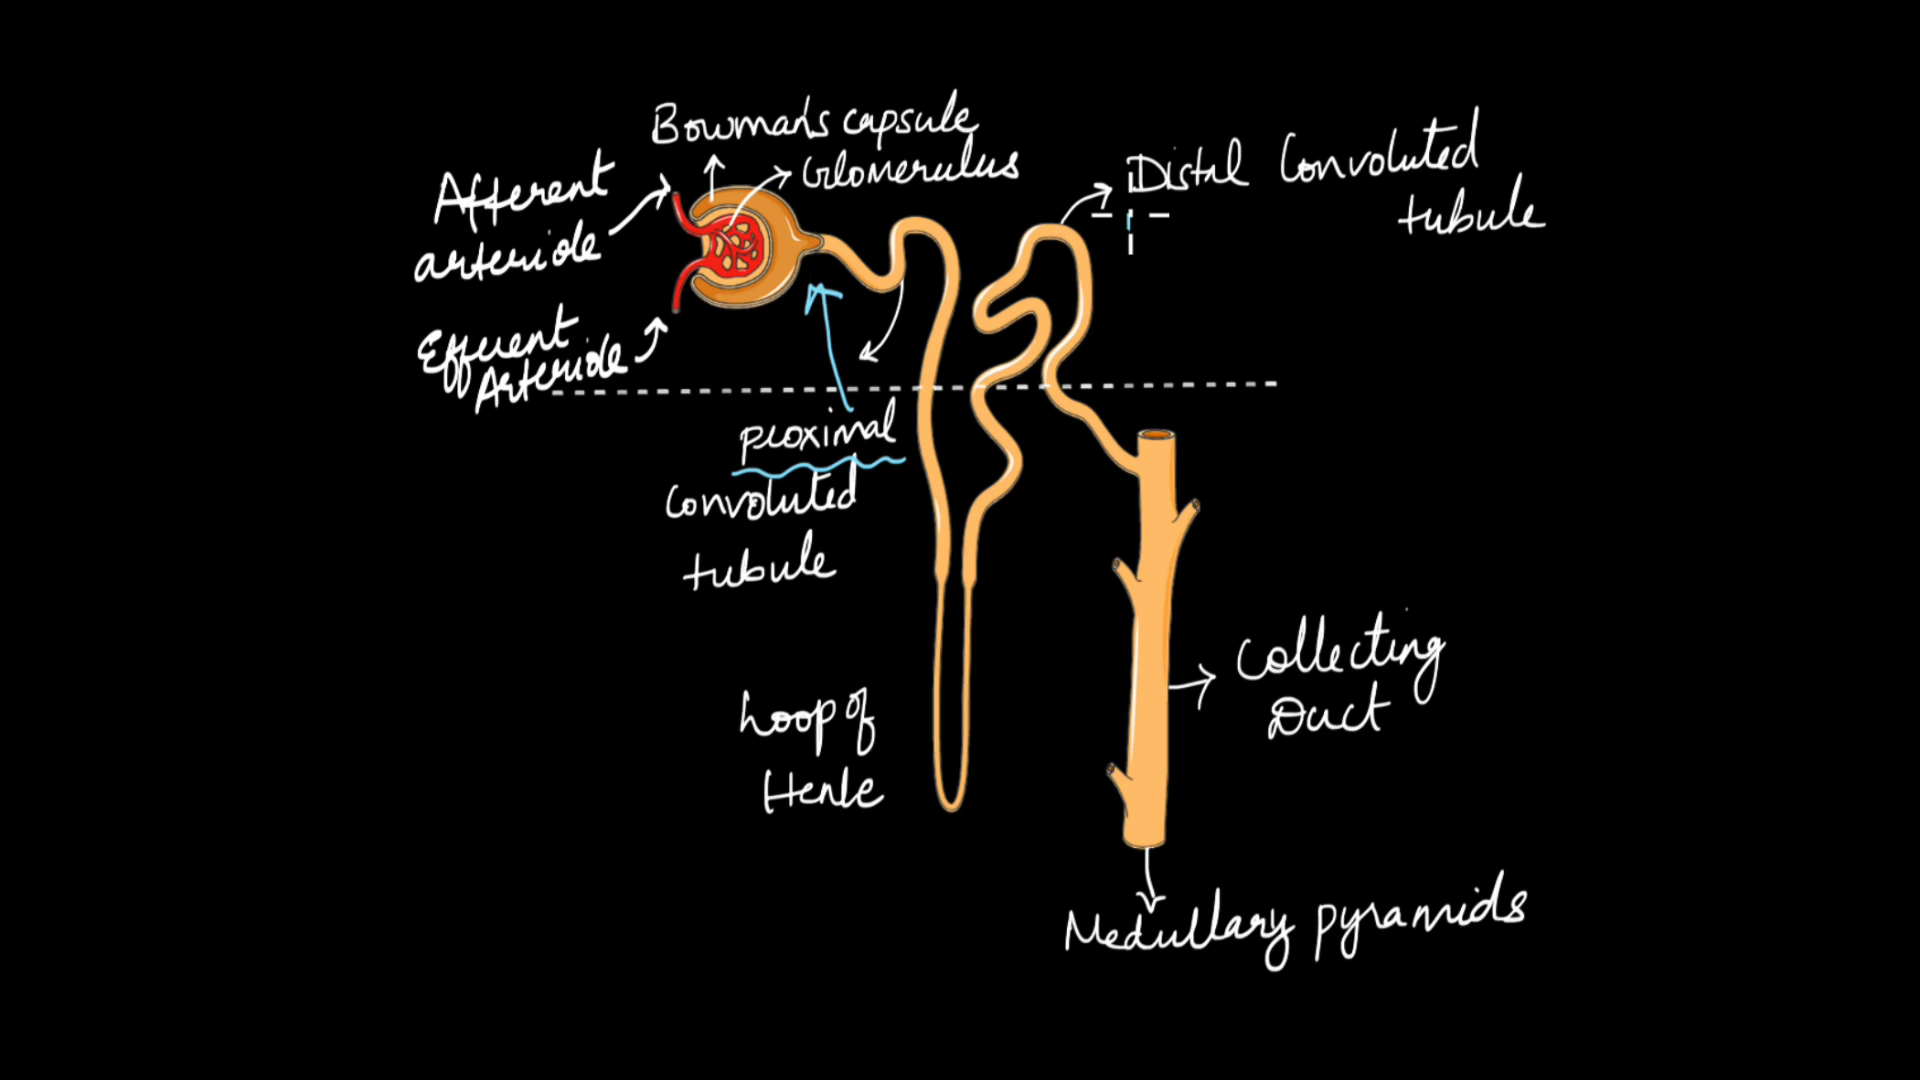 Bowman's capsule
Glomerulus
Afferent
arteriole
Efferent
Arteriole
Distal Convoluted
tubule
proximal
Convoluted
tubule
Loop of
Henle
Collecting
Duct
Medullary pyramids